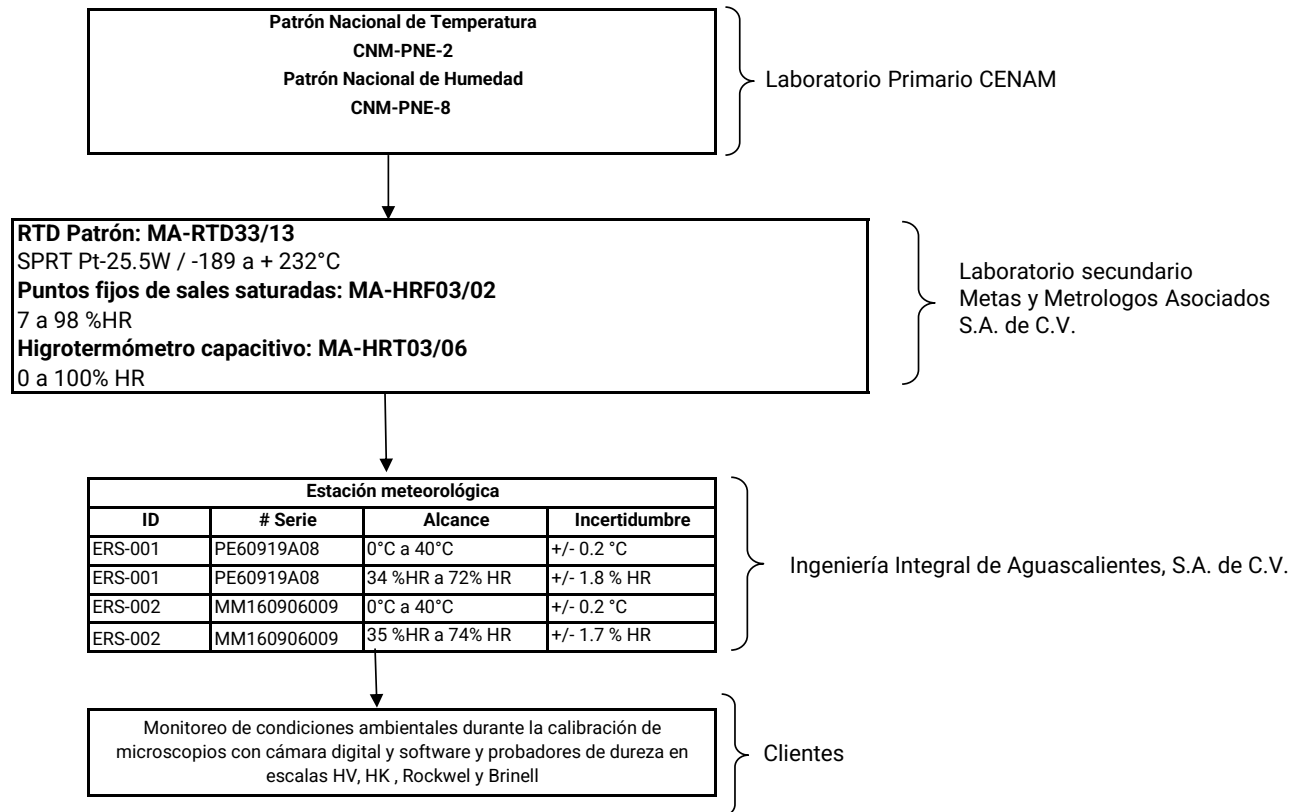 Patrón Nacional de Temperatura
CNM-PNE-2
Patrón Nacional de Humedad
CNM-PNE-8
Laboratorio Primario CENAM
RTD Patrón: MA-RTD33/13
SPRT Pt-25.5W / -189 a + 232°C
Puntos fijos de sales saturadas: MA-HRF03/02
7 a 98 %HR
Higrotermómetro capacitivo: MA-HRT03/06
0 a 100% HR
Laboratorio secundario
Metas y Metrologos Asociados
S.A. de C.V.
Estación meteorológica
ID # Serie Alcance Incertidumbre
ERS-001 PE60919A08 0°C a 40°C +/- 0.2 °C
ERS-001 PE60919A08 34 %HR a 72% HR +/- 1.8 % HR
ERS-002 MM160906009 0°C a 40°C +/- 0.2 °C
ERS-002 MM160906009 35 %HR a 74% HR +/- 1.7 % HR
Ingeniería Integral de Aguascalientes, S.A. de C.V.
Monitoreo de condiciones ambientales durante la calibración de
microscopios con cámara digital y software y probadores de dureza en
escalas HV, HK , Rockwel y Brinell
Clientes